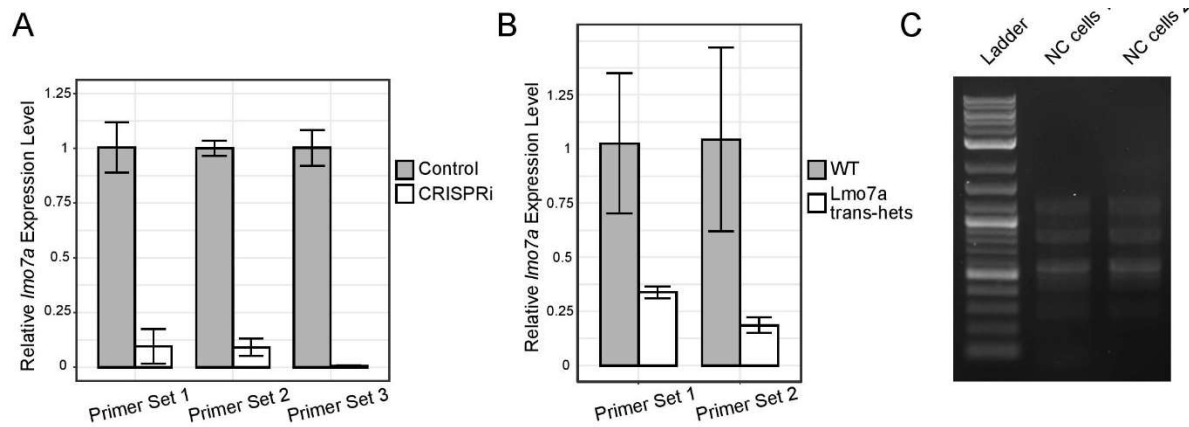 A
Relative lmo7a Expression Level
1.25
1
0.75
0.5
0.25
0
Primer Set 1
Primer Set 2
Primer Set 3
Control
CRISPRi
B
Relative lmo7a Expression Level
1.25
1
0.75
0.5
0.25
0
Primer Set 1
Primer Set 2
WT
Lmo7a
trans-hets
C
Ladder
NC cells
NC cells